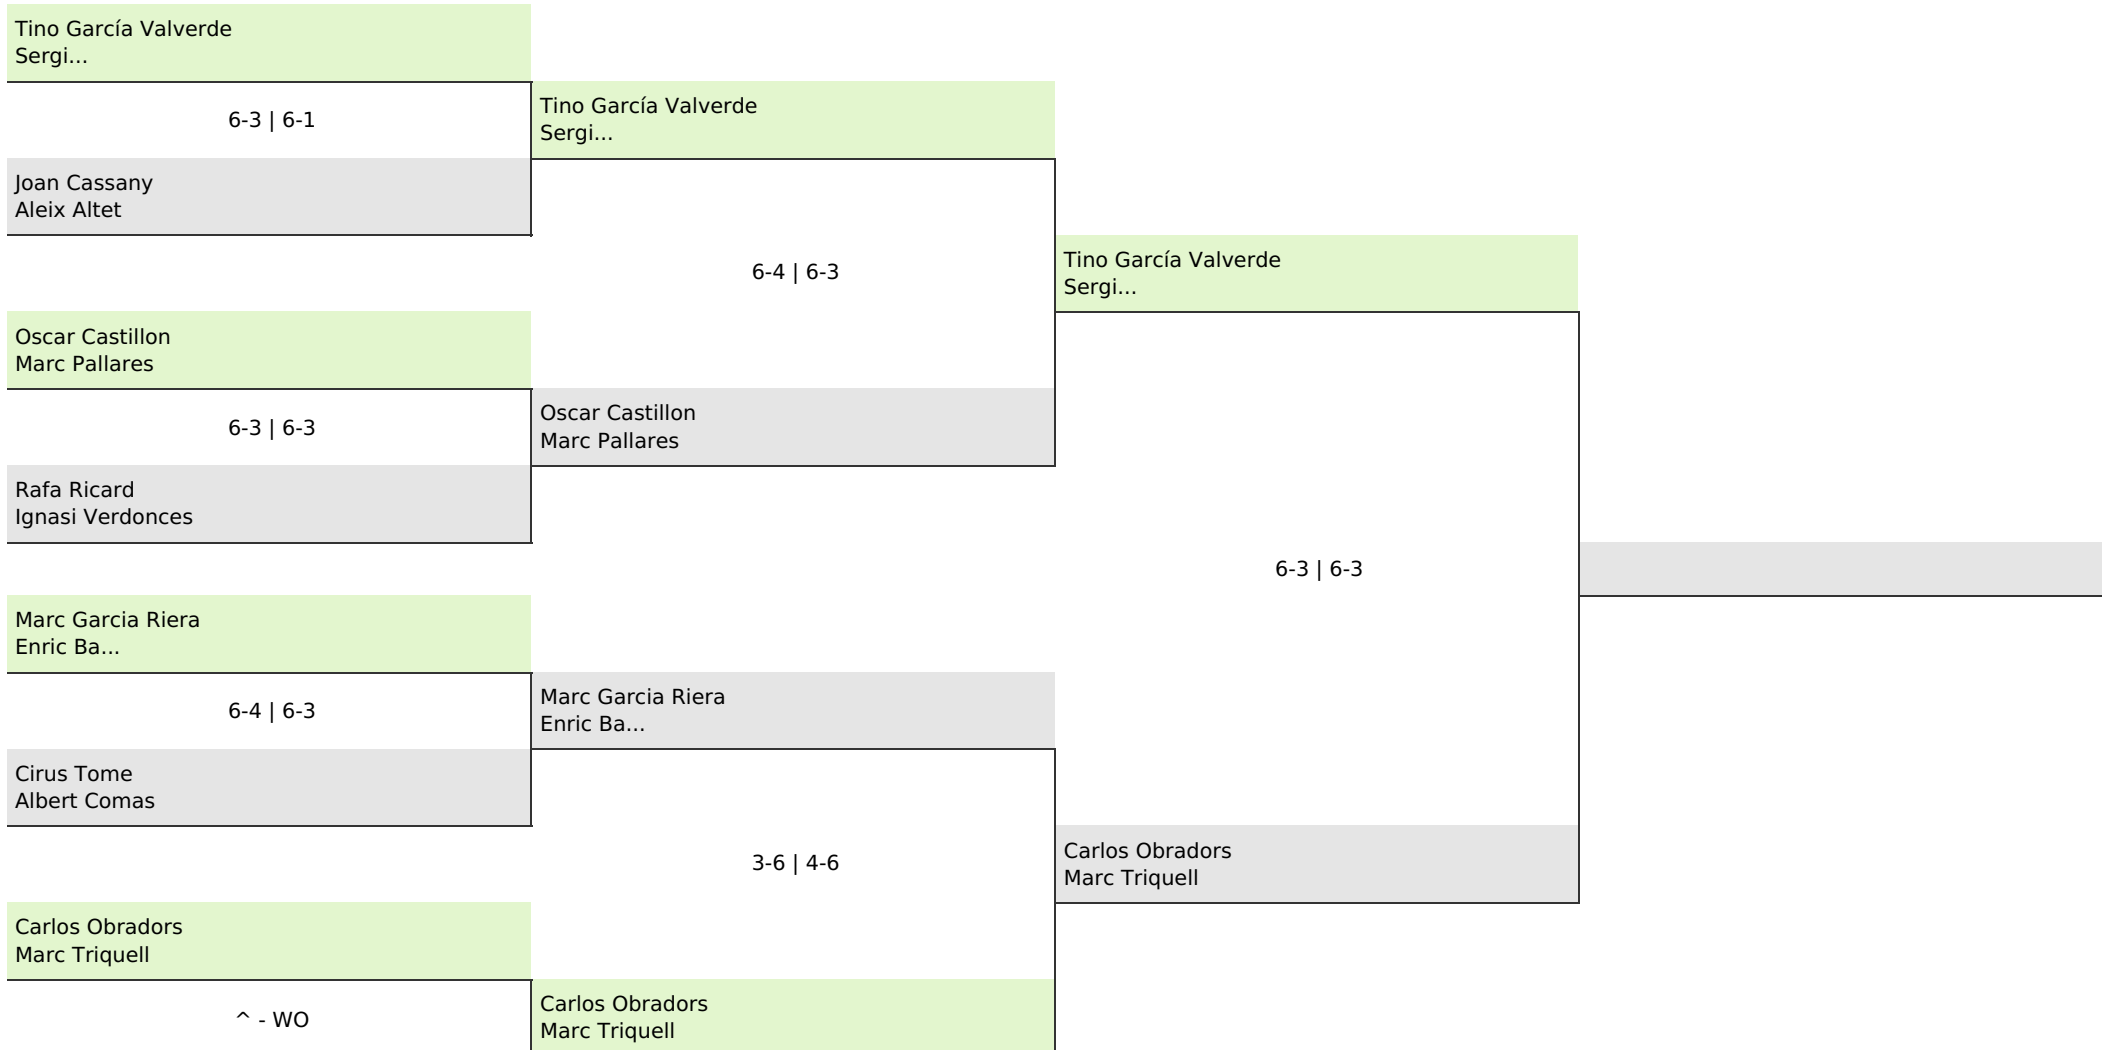 Tino García Valverde
Sergi...
6-3 | 6-1
Joan Cassany
Aleix Altet
Oscar Castillon
Marc Pallares
6-3 | 6-3
Rafa Ricard
Ignasi Verdonces
Marc Garcia Riera
Enric Ba...
6-4 | 6-3
Cirus Tome
Albert Comas
Carlos Obradors
Marc Triquell
^ - WO
Tino García Valverde
Sergi...
6-4 | 6-3
Oscar Castillon
Marc Pallares
Marc Garcia Riera
Enric Ba...
3-6 | 4-6
Carlos Obradors
Marc Triquell
Tino García Valverde
Sergi...
6-3 | 6-3
Carlos Obradors
Marc Triquell